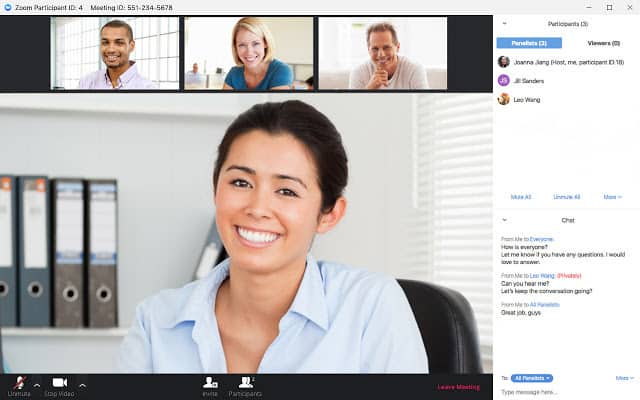 Zoom Participant ID: 4 Meeting ID: 551-234-5678
Participants (3)
Panelists (3) Viewers (0)
Joanna Jiang (Host, me, participant ID:18)
JS Jill Sanders
Leo Wang
Mute All Unmute All More
Chat
From Me to Everyone:
How is everyone?
Let me know if you have any questions. I would
love to answer.
From Me to Leo Wang: (Privately)
Can you hear me?
Let's keep the conversation going?
From Me to All Panelists:
Great job, guys
To: All Panelists More
Type message here...
Unmute Stop Video Invite Participants Leave Meeting